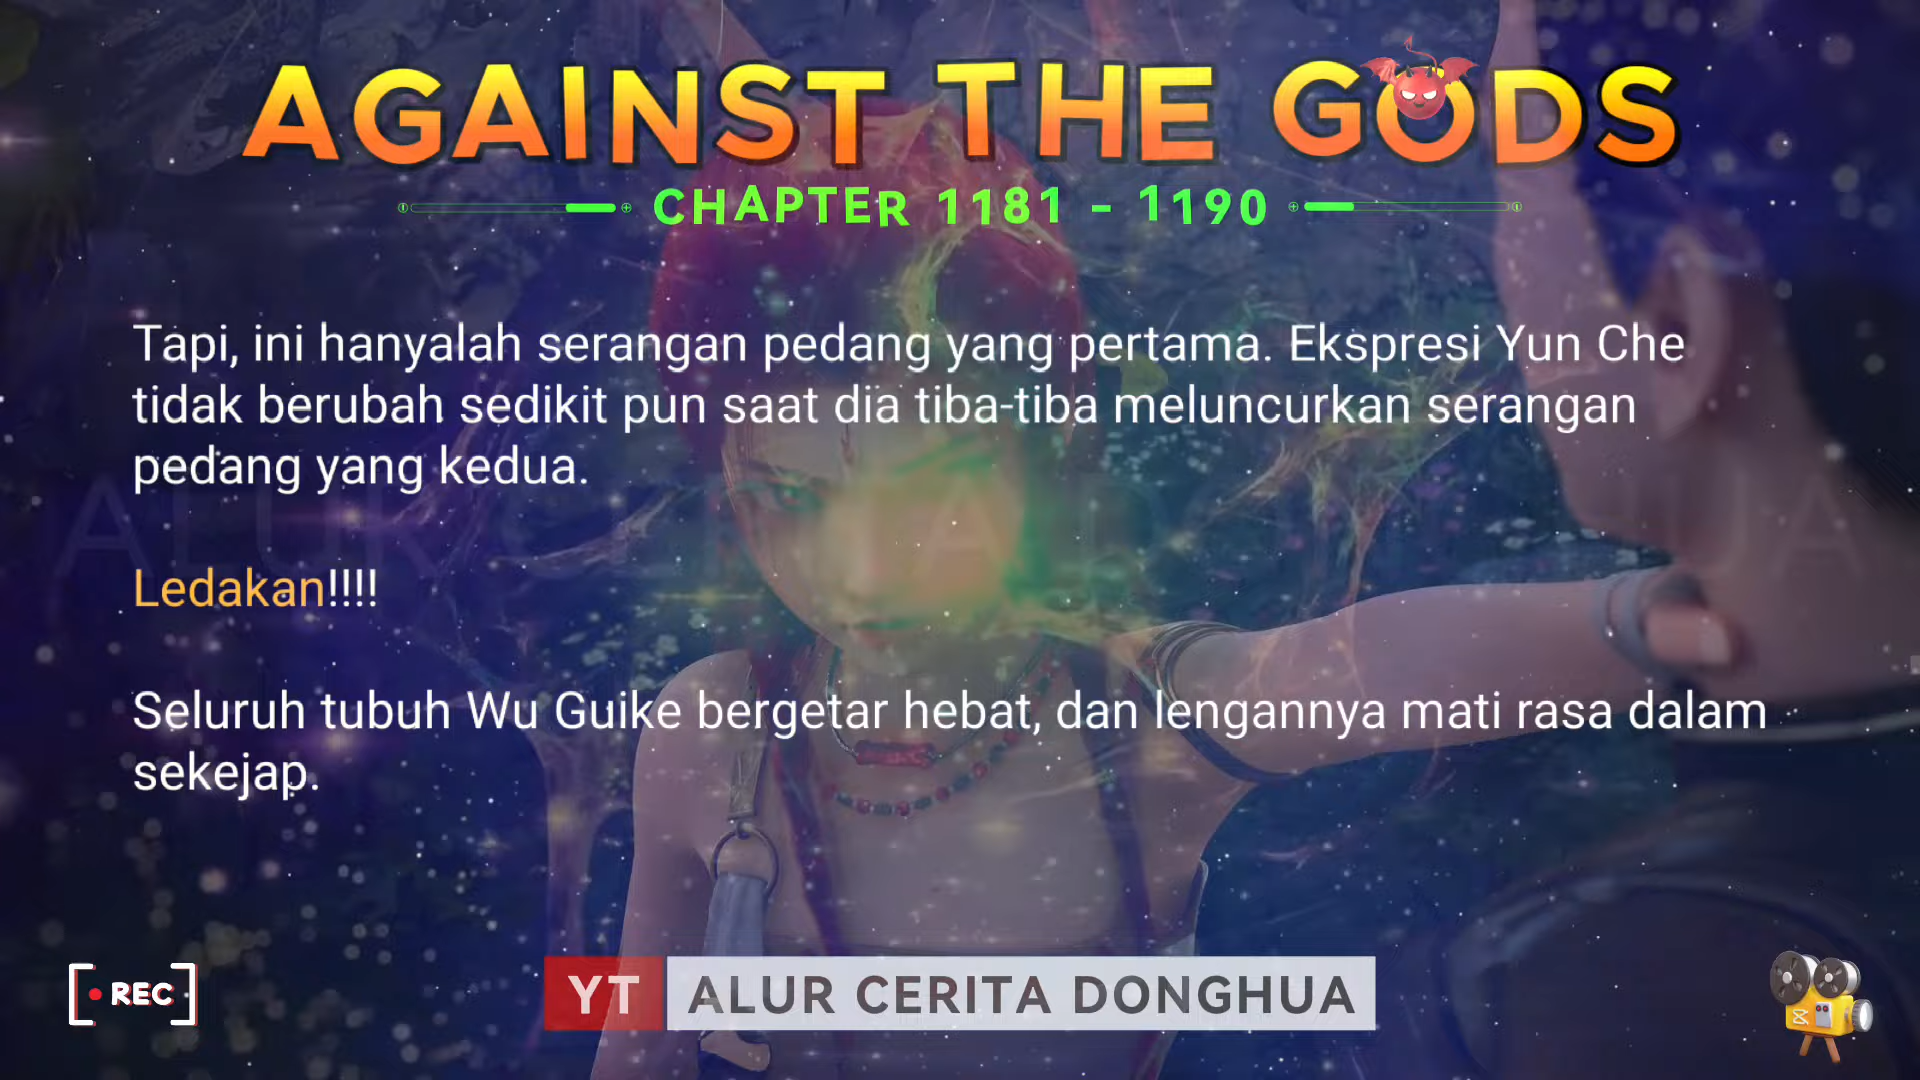 AGAINST THE GODS
CHAPTER 1181 - 1190
Tapi, ini hanyalah serangan pedang yang pertama. Ekspresi Yun Che
tidak berubah sedikit pun saat dia tiba-tiba meluncurkan serangan
pedang yang kedua.
Ledakan!!!!
Seluruh tubuh Wu Guike bergetar hebat, dan lengannya mati rasa dalam
sekejap.
REC
YT ALUR CERITA DONGHUA